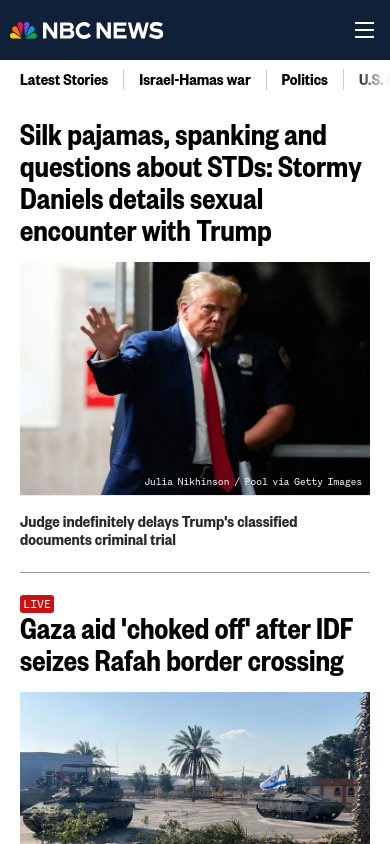 NBC NEWS
Latest Stories
Israel-Hamas war
Politics
U.S.
Silk pajamas, spanking and
questions about STDs: Stormy
Daniels details sexual
encounter with Trump
Julia Nikhinson / Pool via Getty Images
Judge indefinitely delays Trump's classified
documents criminal trial
LIVE
Gaza aid 'choked off' after IDF
seizes Rafah border crossing